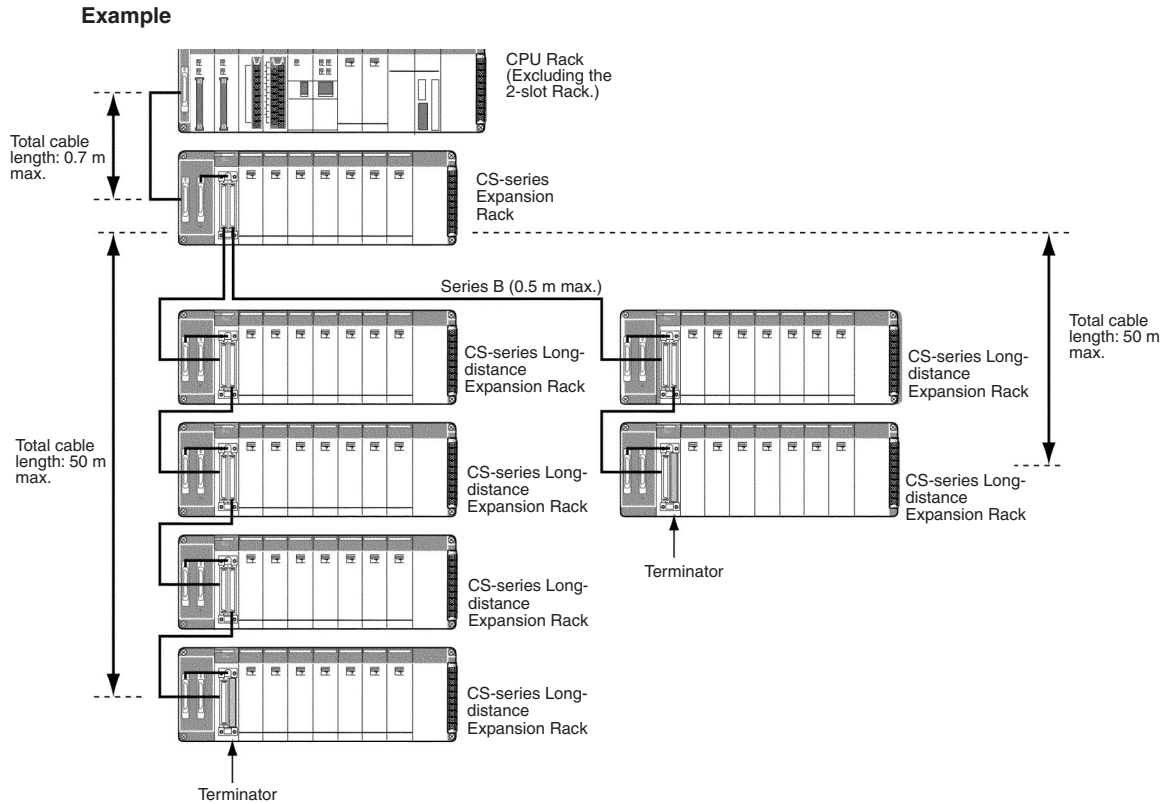 Example
CPU Rack
(Excluding the
2-slot Rack.)
Total cable
length: 0.7 m
max.
CS-series
Expansion
Rack
Series B (0.5 m max.)
CS-series Long-
distance
Expansion Rack
CS-series Long-
distance
Expansion Rack
Total cable
length: 50 m
max.
Total cable
length: 50 m
max.
CS-series Long-
distance
Expansion Rack
CS-series Long-
distance
Expansion Rack
Terminator
CS-series Long-
distance
Expansion Rack
CS-series Long-
distance
Expansion Rack
Terminator